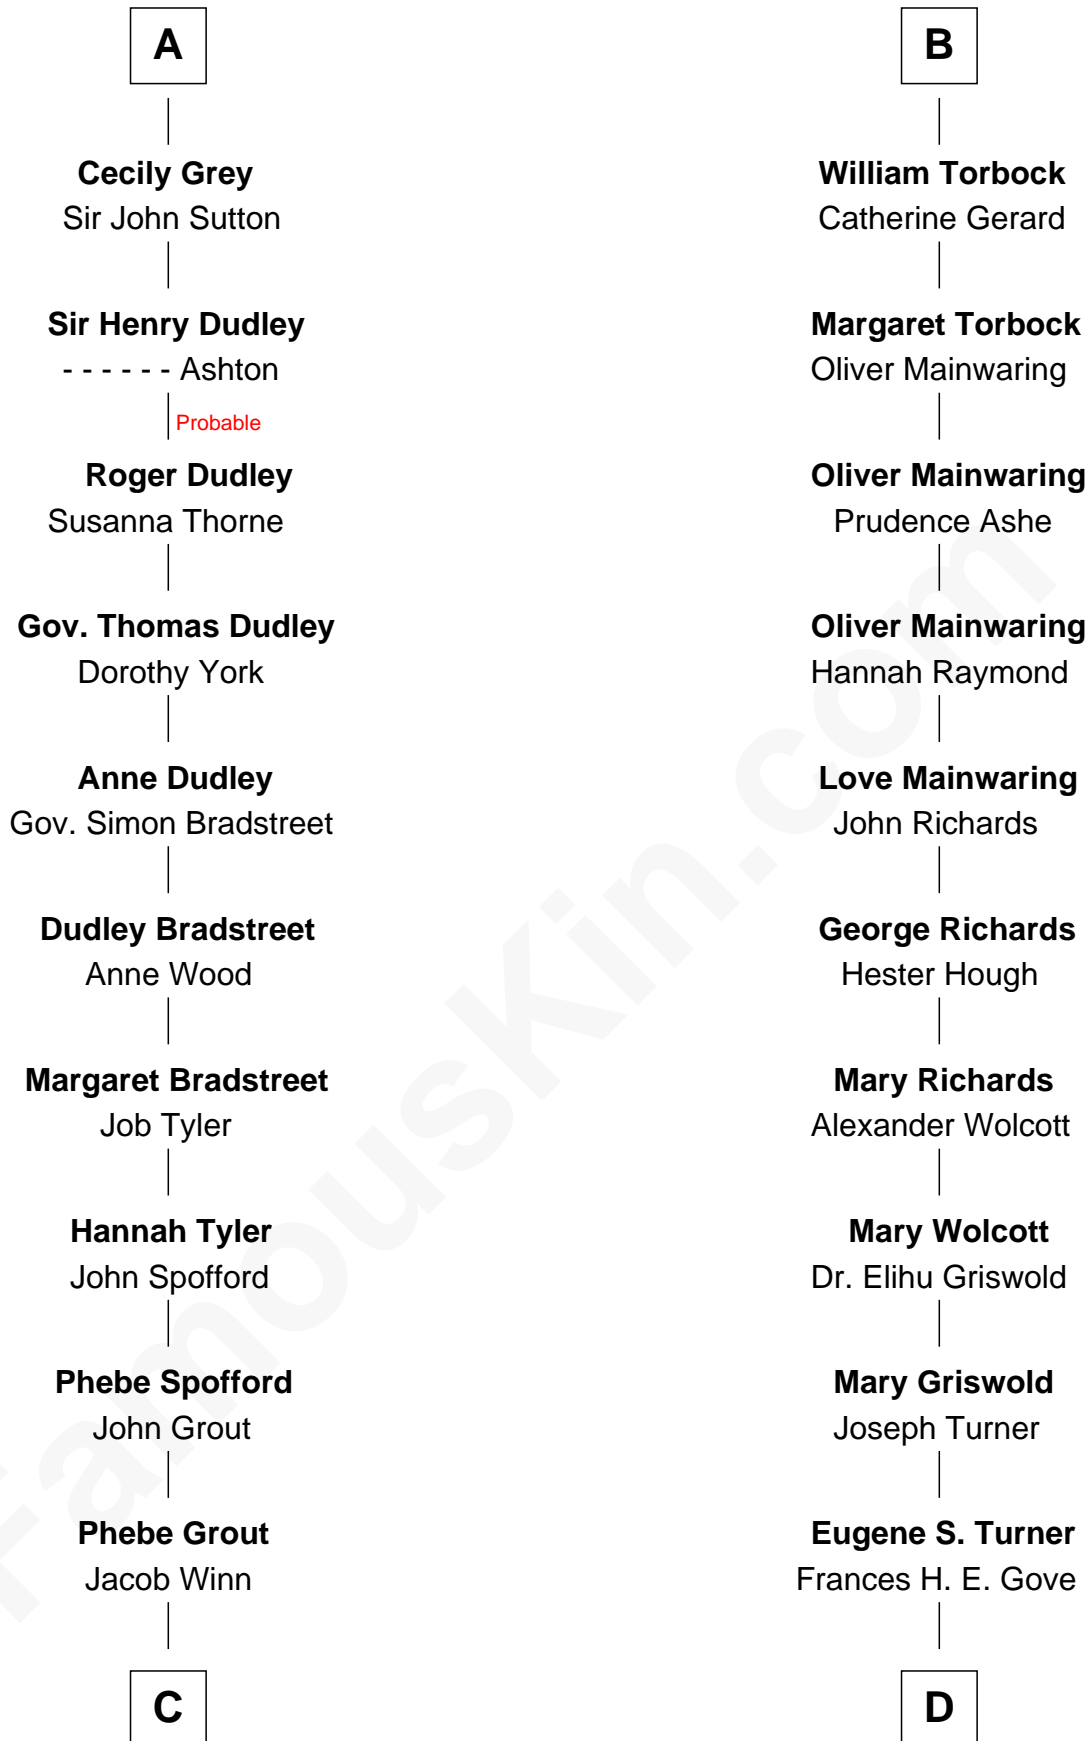 A
Cecily Grey
Sir John Sutton
Sir Henry Dudley
- - - - - - Ashton
Probable
Roger Dudley
Susanna Thorne
Gov. Thomas Dudley
Dorothy York
Anne Dudley
Gov. Simon Bradstreet
Dudley Bradstreet
Anne Wood
Margaret Bradstreet
Job Tyler
Hannah Tyler
John Spofford
Phebe Spofford
John Grout
Phebe Grout
Jacob Winn
C
B
William Torbock
Catherine Gerard
Margaret Torbock
Oliver Mainwaring
Oliver Mainwaring
Prudence Ashe
Oliver Mainwaring
Hannah Raymond
Love Mainwaring
John Richards
George Richards
Hester Hough
Mary Richards
Alexander Wolcott
Mary Wolcott
Dr. Elihu Griswold
Mary Griswold
Joseph Turner
Eugene S. Turner
Frances H. E. Gove
D
FamousKin.com